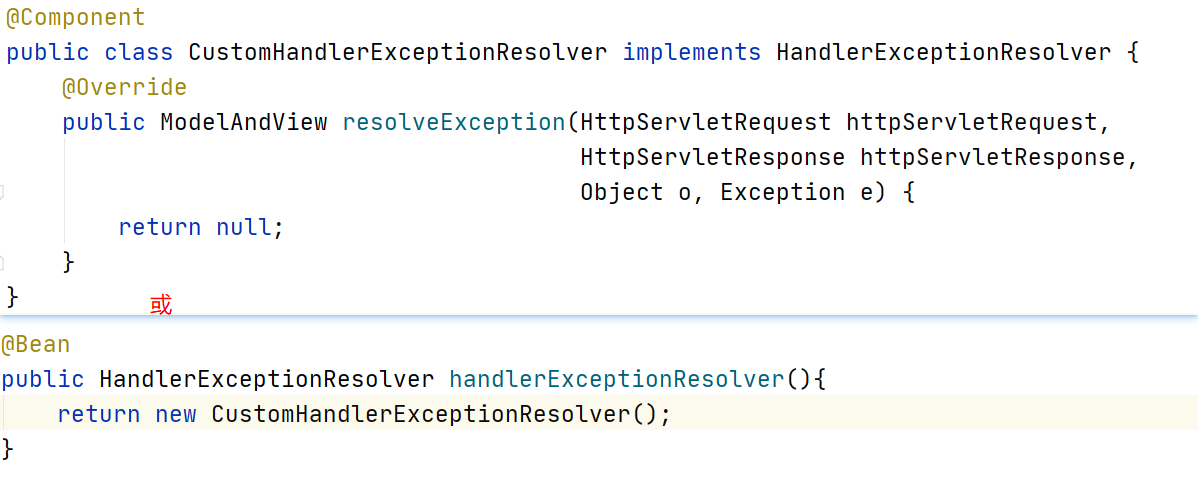 @Component
public class CustomHandlerExceptionResolver implements HandlerExceptionResolver {
    @Override
    public ModelAndView resolveException(HttpServletRequest httpServletRequest,
                                         HttpServletResponse httpServletResponse,
                                         Object o, Exception e) {
        return null;
    }
}
或
@Bean
public HandlerExceptionResolver handlerExceptionResolver(){
    return new CustomHandlerExceptionResolver();
}